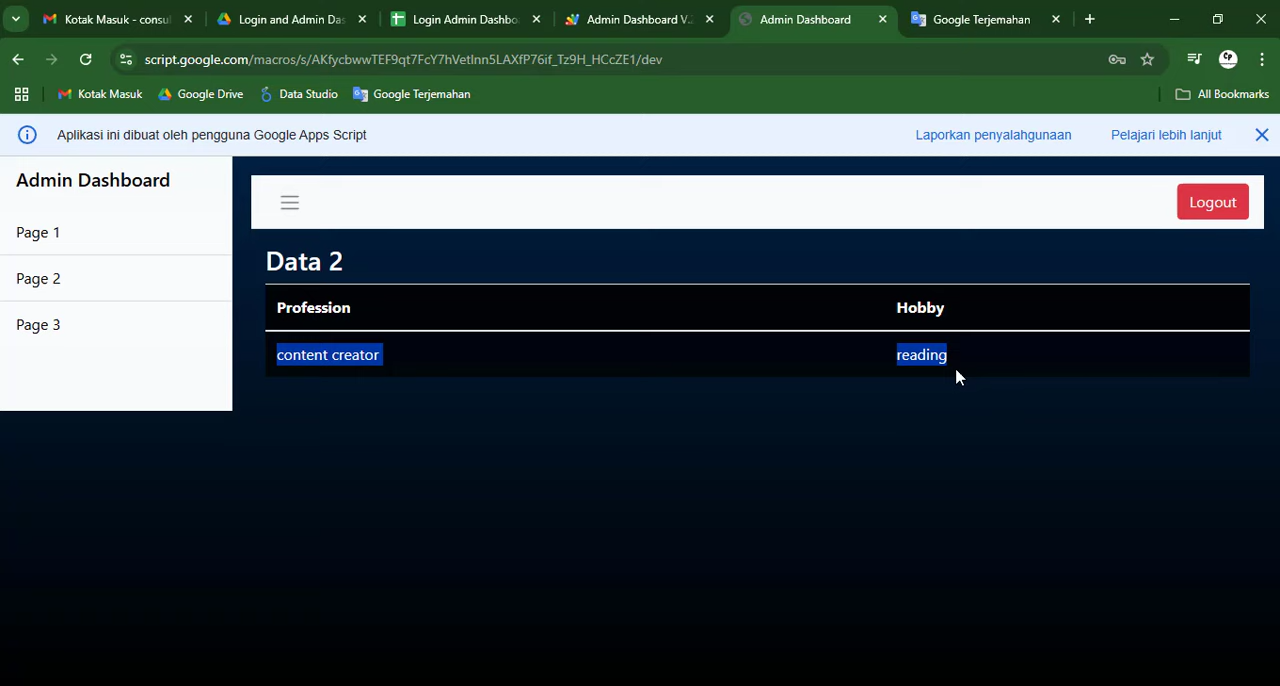 Kotak Masuk - consul
Login and Admin Das
Login Admin Dashbo
Admin Dashboard V.
Admin Dashboard
Google Terjemahan
script.google.com/macros/s/AKfycbwwTEF9qt7FcY7hVetInn5LAXfP76if_Tz9H_HCcZE1/dev
Kotak Masuk
Google Drive
Data Studio
Google Terjemahan
All Bookmarks
Aplikasi ini dibuat oleh pengguna Google Apps Script
Laporkan penyalahgunaan
Pelajari lebih lanjut
Admin Dashboard
Logout
Page 1
Page 2
Page 3
Data 2
Profession Hobby
content creator reading